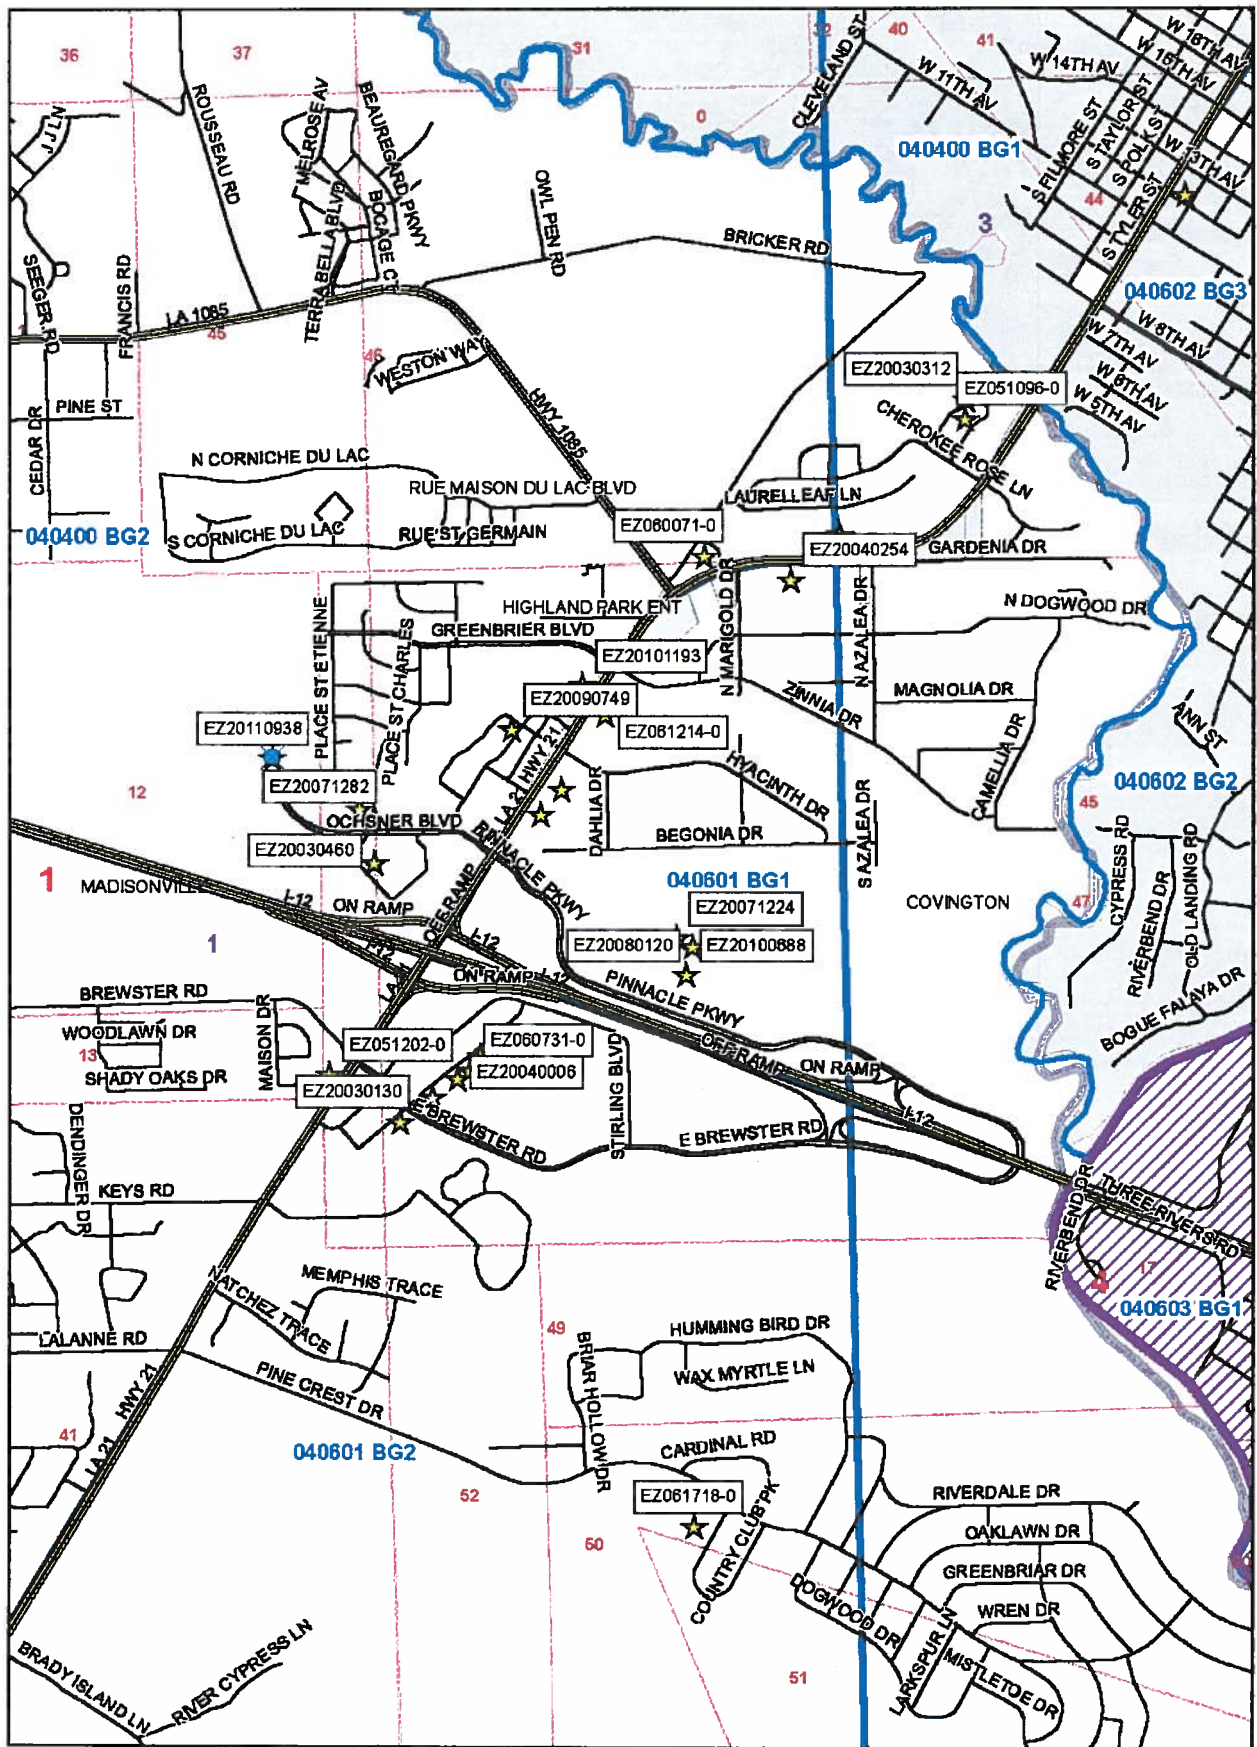 36
37
31
32
40
41
W 16TH AV
W 15TH AV
W 14TH AV
W 11TH AV
CLEVELAND ST
J J LN
ROUSSEAU RD
MELROSE AV
BEAUREGARD PKWY
0
040400 BG1
S FILMORE ST
S TAYLOR ST
S POLK ST
W 13TH AV
44
S TYLER ST
OWL PEN RD
BOGAGE CT
TERRA BELLA BLVD
3
BRICKER RD
SEEGER RD
FRANCIS RD
LA 1085
45
46
040602 BG3
W 8TH AV
W 7TH AV
W 6TH AV
W 5TH AV
WESTON WAY
EZ20030312
EZ051096-0
PINE ST
CEDAR DR
HWY 1085
CHEROKEE ROSE LN
N CORNICHE DU LAC
RUE MAISON DU LAC BLVD
LAURELLEAF LN
040400 BG2
S CORNICHE DU LAC
RUE ST GERMAIN
EZ060071-0
EZ20040254
GARDENIA DR
HIGHLAND PARK ENT
N DOGWOOD DR
PLACE ST ETIENNE
PLACE ST CHARLES
GREENBRIER BLVD
N MARIGOLD DR
N AZALEA DR
EZ20101193
EZ20090749
ZINNIA DR
MAGNOLIA DR
EZ20110938
EZ061214-0
ANN ST
HWY 21
LA 21
HYACINTH DR
CAMELLIA DR
040602 BG2
EZ20071282
12
45
OCHSNER BLVD
DAHLIA DR
BEGONIA DR
S AZALEA DR
EZ20030460
PINNACLE PKWY
040601 BG1
1
MADISONVILLE
I-12
ON RAMP
OFF RAMP
EZ20071224
COVINGTON
47
CYPRESS RD
RIVERBEND DR
OLD LANDING RD
1
I-12
I-12
EZ20080120
EZ20100688
ON RAMP
I-12
PINNACLE PKWY
BREWSTER RD
LA 21
WOODLAWN DR
MAISON DR
BOGUE FALAYA DR
EZ051202-0
EZ060731-0
OFF RAMP
ON RAMP
13
SHADY OAKS DR
EZ20040006
EZ20030130
STIRLING BLVD
I-12
DENDINGER DR
E BREWSTER RD
E BREWSTER RD
KEYS RD
RIVERBEND DR
THREE RIVERS RD
17
4
NATCHEZ TRACE
MEMPHIS TRACE
040603 BG1
LALANNE RD
49
BRIAR HOLLOW DR
HUMMING BIRD DR
WAX MYRTLE LN
PINE CREST DR
HWY 21
41
LA 21
040601 BG2
CARDINAL RD
52
EZ061718-0
RIVERDALE DR
50
COUNTRY CLUB PK
OAKLAWN DR
GREENBRIAR DR
DOGWOOD DR
WREN DR
BRADY ISLAND LN
RIVER CYPRESS LN
LARKSPUR LN
MISTLETOE DR
51